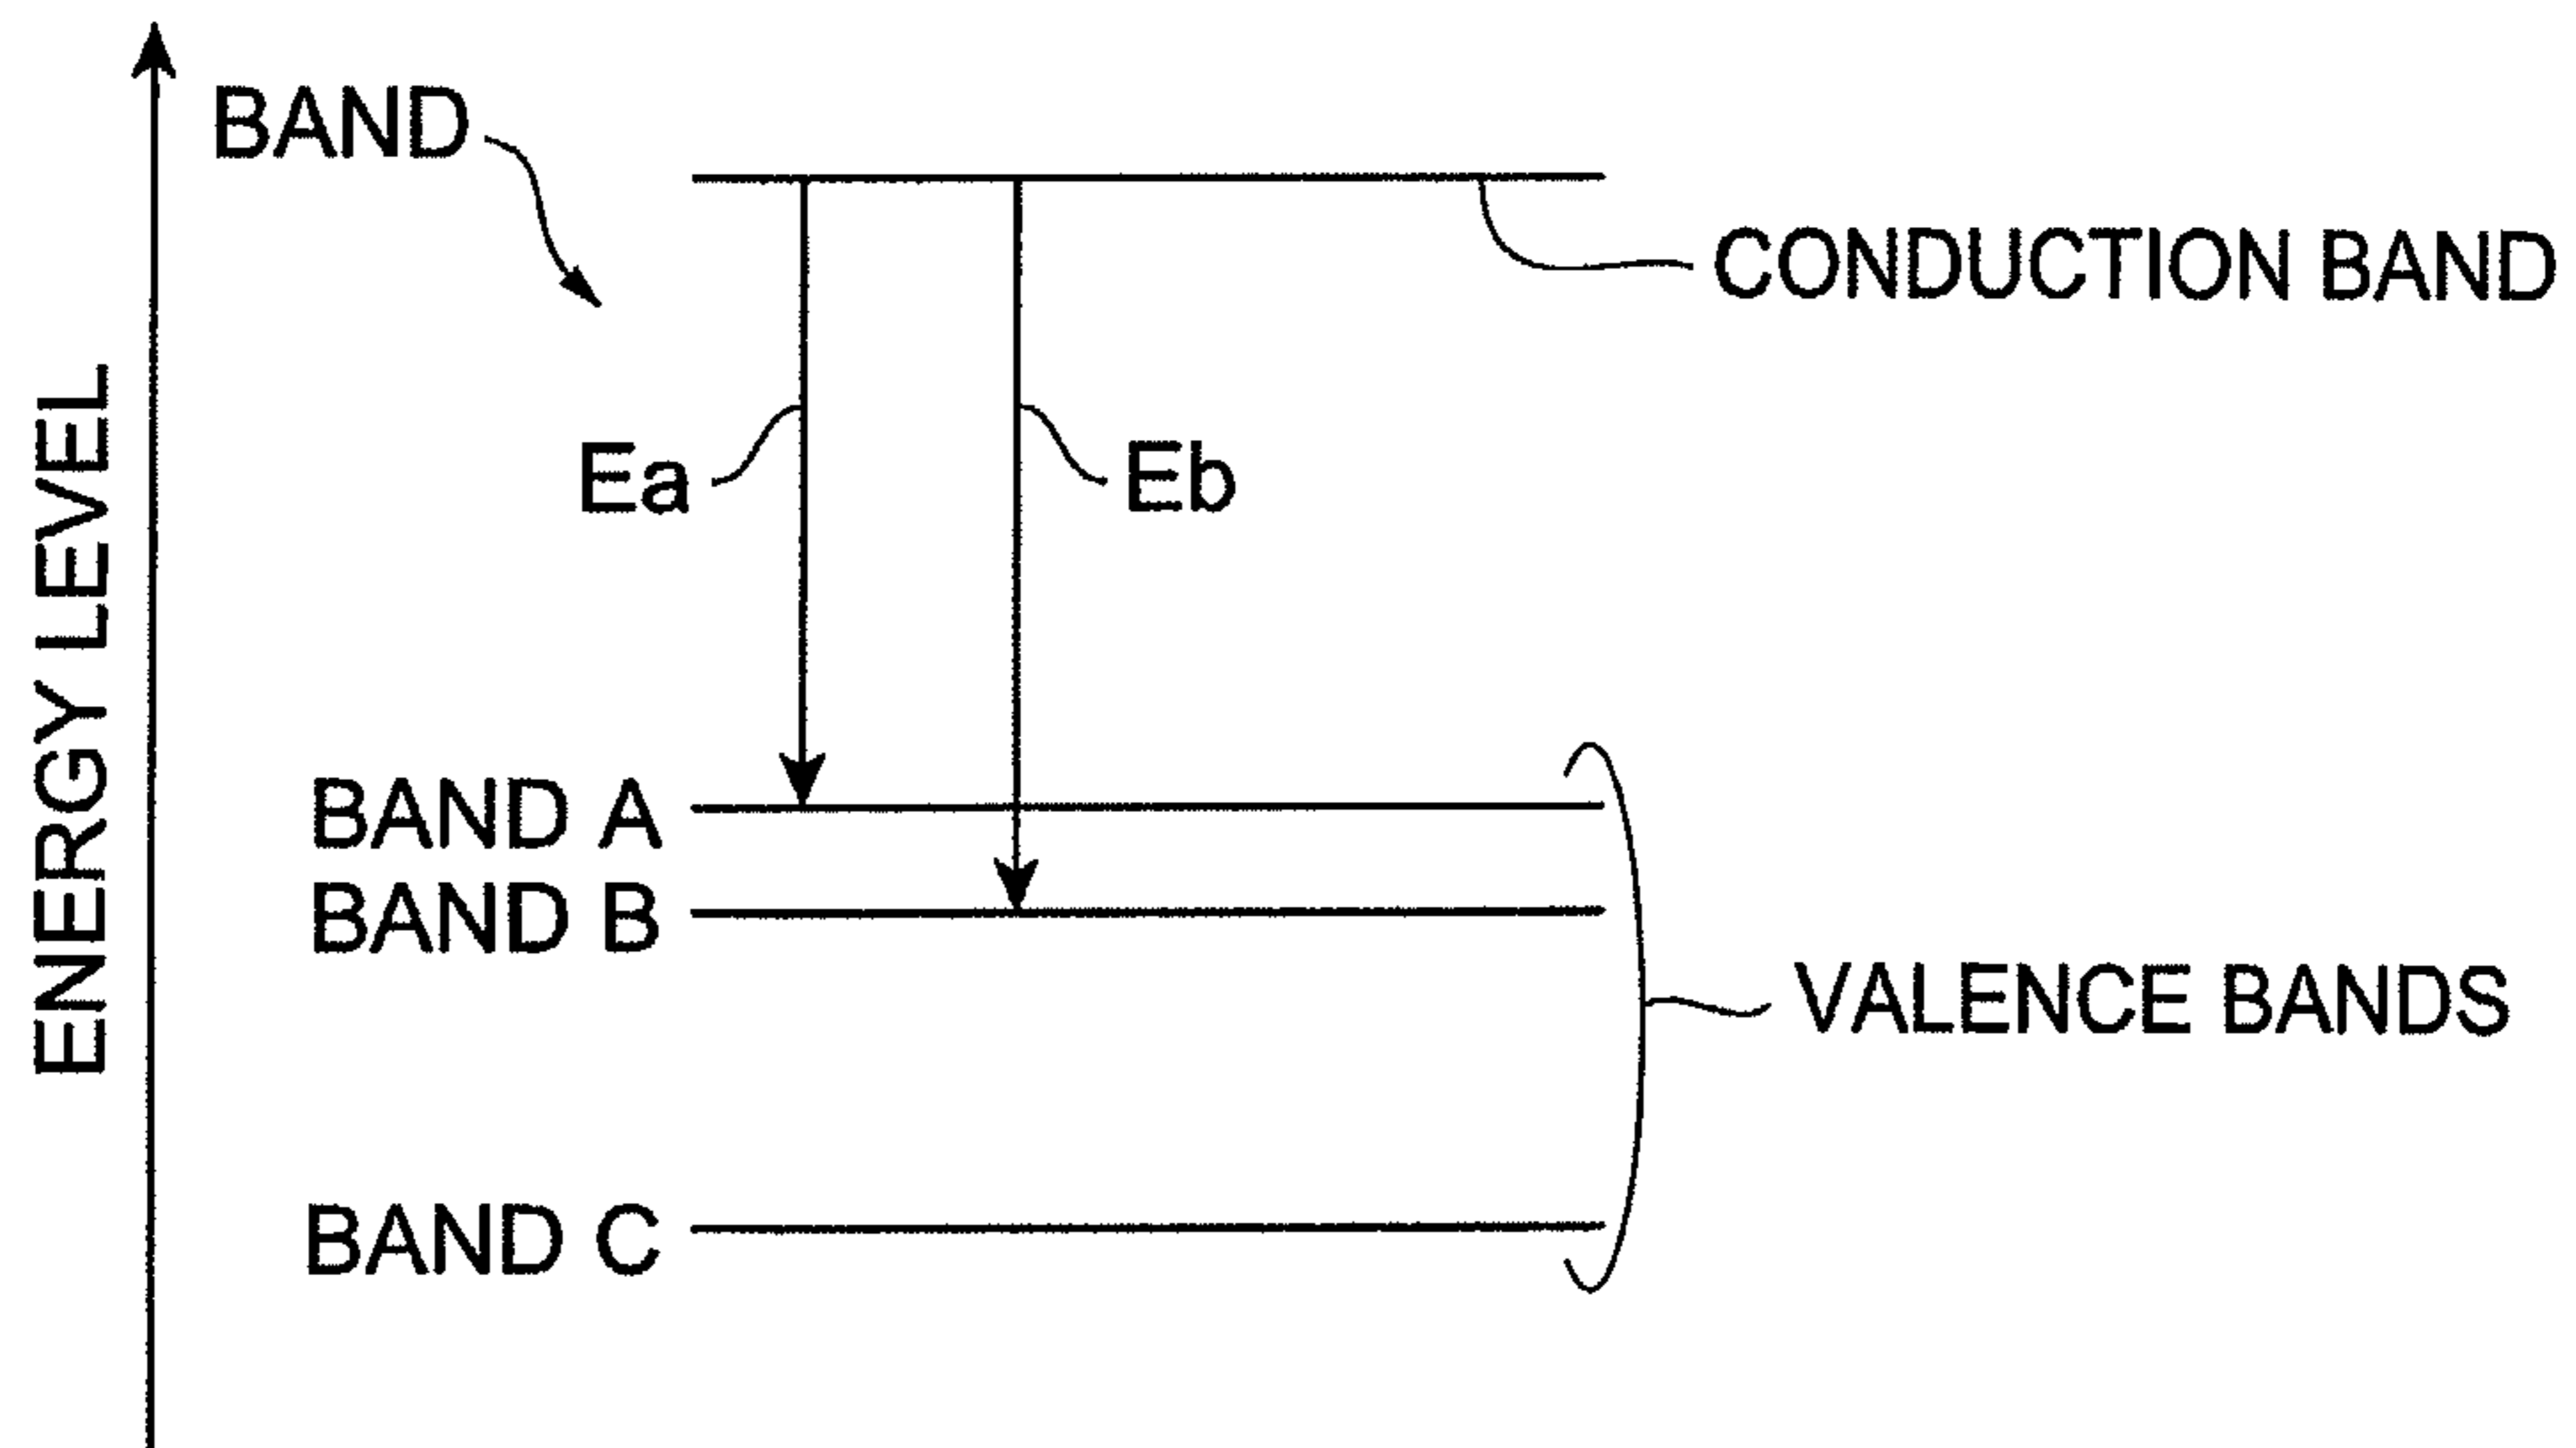 BAND
CONDUCTION BAND
Ea
Eb
ENERGY LEVEL
BAND A
BAND B
VALENCE BANDS
BAND C